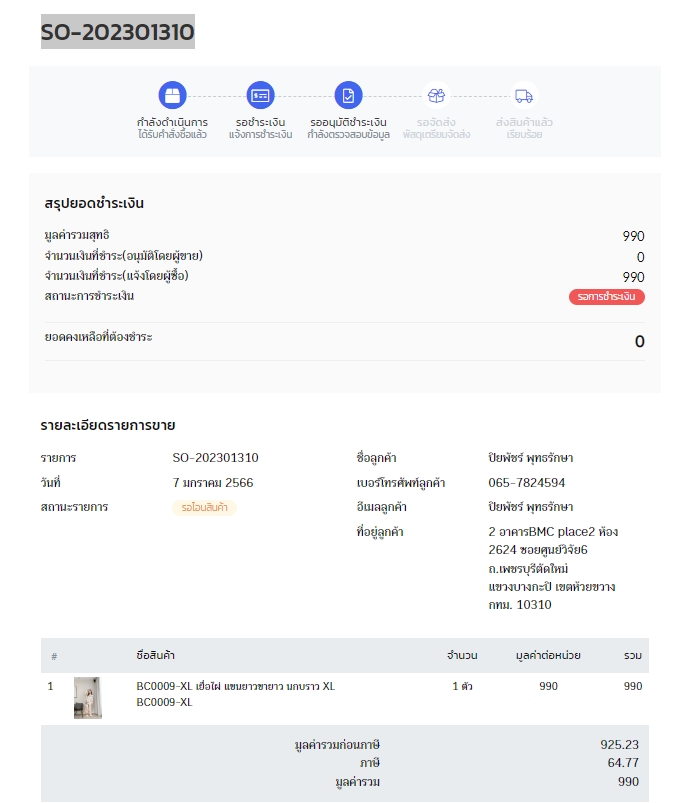 SO-202301310
กำลังดำเนินการ รอชำระเงิน รออนุมัติชำระเงิน รอจัดส่ง ส่งสินค้าแล้ว
ได้รับคำสั่งซื้อแล้ว แจ้งการชำระเงิน กำลังตรวจสอบข้อมูล พัสดุเตรียมจัดส่ง เรียบร้อย
สรุปยอดชำระเงิน
มูลค่ารวมสุทธิ 990
จำนวนเงินที่ชำระ(อนุมัติโดยผู้ขาย) 0
จำนวนเงินที่ชำระ(แจ้งโดยผู้ซื้อ) 990
สถานะการชำระเงิน รอการชำระเงิน
ยอดคงเหลือที่ต้องชำระ 0
รายละเอียดรายการขาย
รายการ SO-202301310 ชื่อลูกค้า ปิยพัชร์ พุทธรักษา
วันที่ 7 มกราคม 2566 เบอร์โทรศัพท์ลูกค้า 065-7824594
สถานะรายการ รอโอนสินค้า อีเมลลูกค้า ปิยพัชร์ พุทธรักษา
ที่อยู่ลูกค้า 2 อาคารBMC place2 ห้อง
2624 ซอยศูนย์วิจัย6
ถ.เพชรบุรีตัดใหม่
แขวงบางกะปิ เขตห้วยขวาง
กทม. 10310
# ชื่อสินค้า จำนวน มูลค่าต่อหน่วย รวม
1 BC0009-XL เยื่อไผ่ แขนยาวขายาว นกบราว XL 1 ตัว 990 990
BC0009-XL
มูลค่ารวมก่อนภาษี 925.23
ภาษี 64.77
มูลค่ารวม 990